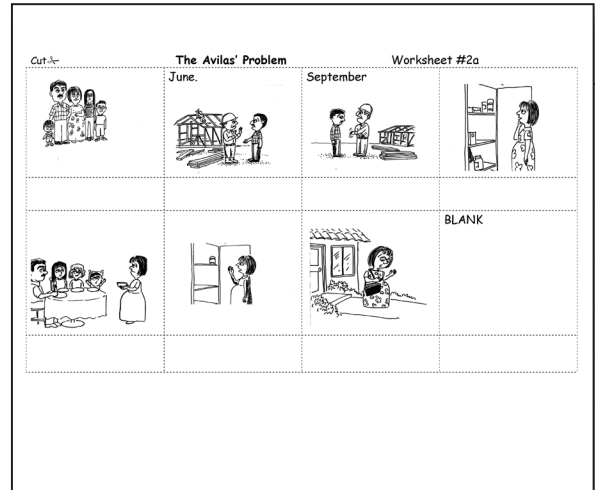 Cut
The Avilas' Problem
Worksheet #2a
June.
September
BLANK